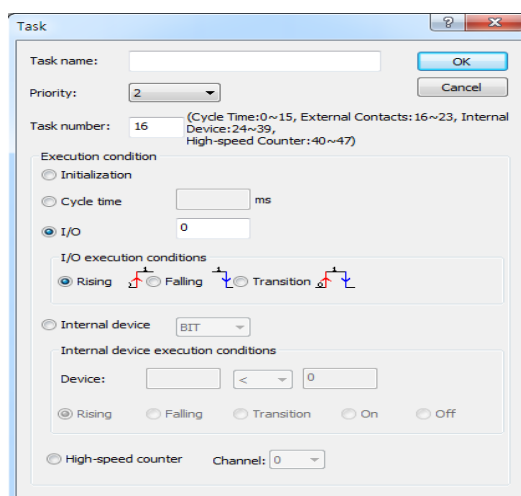 Task
Task name:
OK
Priority: 2
Cancel
Task number: 16 (Cycle Time:0~15, External Contacts:16~23, Internal
Device:24~39,
High-speed Counter:40~47)
Execution condition
Initialization
Cycle time ms
I/O 0
I/O execution conditions
Rising Falling Transition
Internal device BIT
Internal device execution conditions
Device: < 0
Rising Falling Transition On Off
High-speed counter Channel: 0